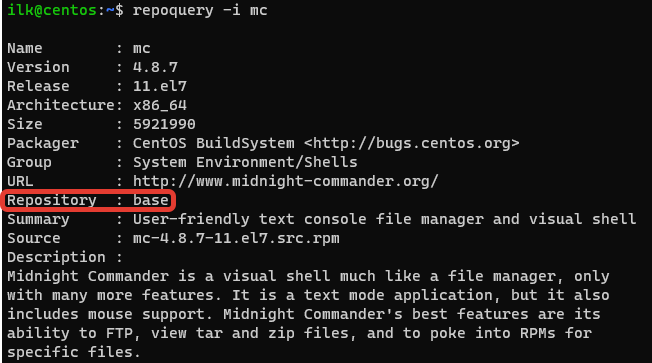 ilk@centos:~$ repoquery -i mc
Name        : mc
Version     : 4.8.7
Release     : 11.el7
Architecture: x86_64
Size        : 5921990
Packager    : CentOS BuildSystem <http://bugs.centos.org>
Group       : System Environment/Shells
URL         : http://www.midnight-commander.org/
Repository  : base
Summary     : User-friendly text console file manager and visual shell
Source      : mc-4.8.7-11.el7.src.rpm
Description :
Midnight Commander is a visual shell much like a file manager, only
with many more features. It is a text mode application, but it also
includes mouse support. Midnight Commander's best features are its
ability to FTP, view tar and zip files, and to poke into RPMs for
specific files.